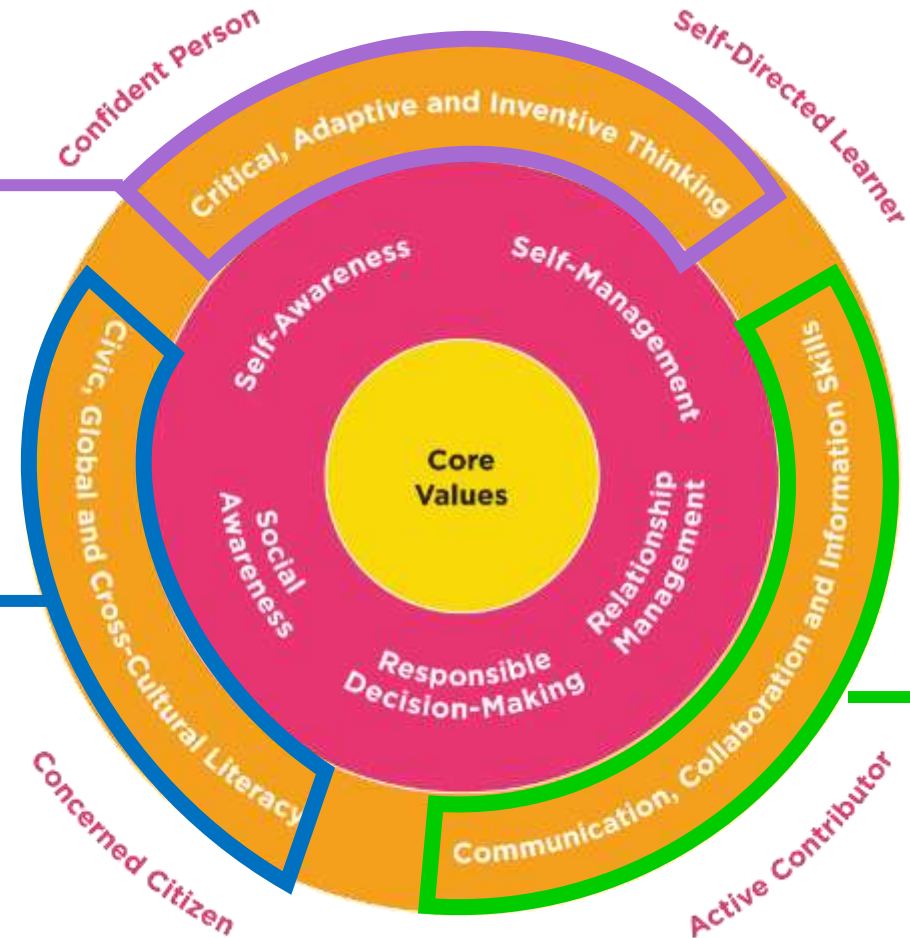 Confident Person
Self-Directed Learner
Critical, Adaptive and Inventive Thinking
Self-Awareness
Self-Management
Civic, Global and Cross-Cultural Literacy
Core
Values
Communication, Collaboration and Information Skills
Social
Awareness
Relationship
Management
Responsible
Decision-Making
Concerned Citizen
Active Contributor